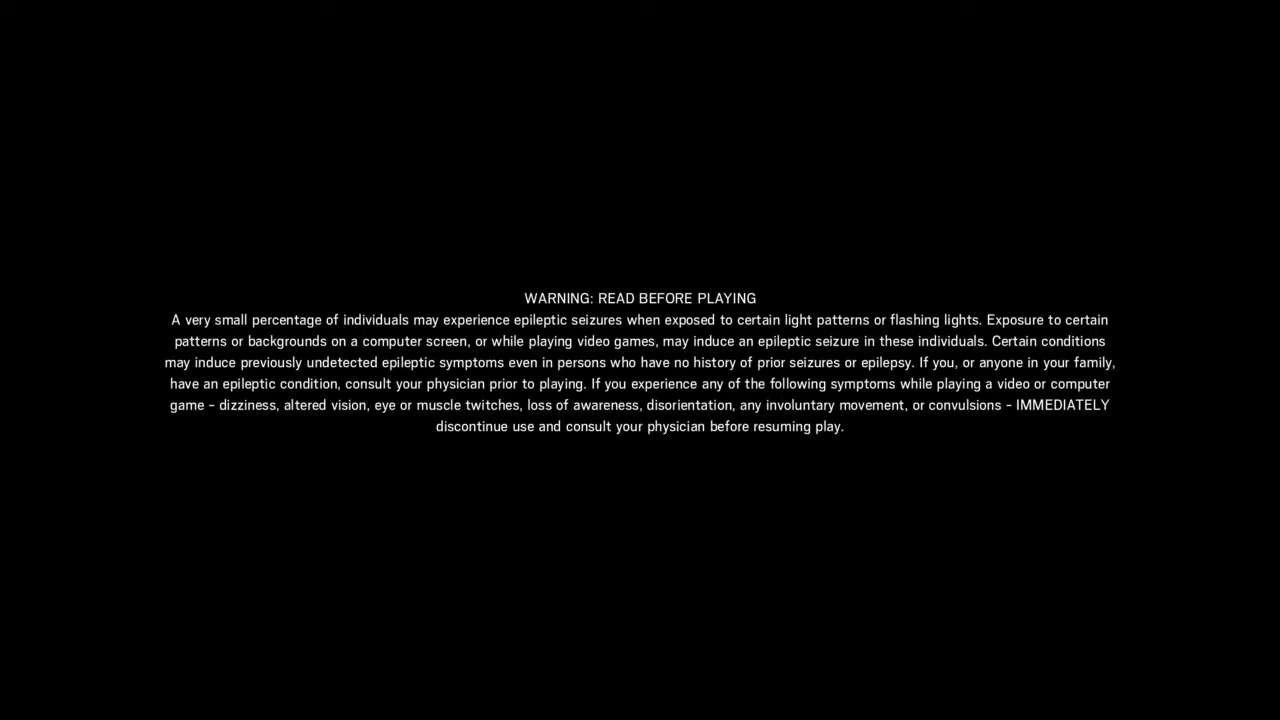 WARNING: READ BEFORE PLAYING
A very small percentage of individuals may experience epileptic seizures when exposed to certain light patterns or flashing lights. Exposure to certain
patterns or backgrounds on a computer screen, or while playing video games, may induce an epileptic seizure in these individuals. Certain conditions
may induce previously undetected epileptic symptoms even in persons who have no history of prior seizures or epilepsy. If you, or anyone in your family,
have an epileptic condition, consult your physician prior to playing. If you experience any of the following symptoms while playing a video or computer
game - dizziness, altered vision, eye or muscle twitches, loss of awareness, disorientation, any involuntary movement, or convulsions - IMMEDIATELY
discontinue use and consult your physician before resuming play.